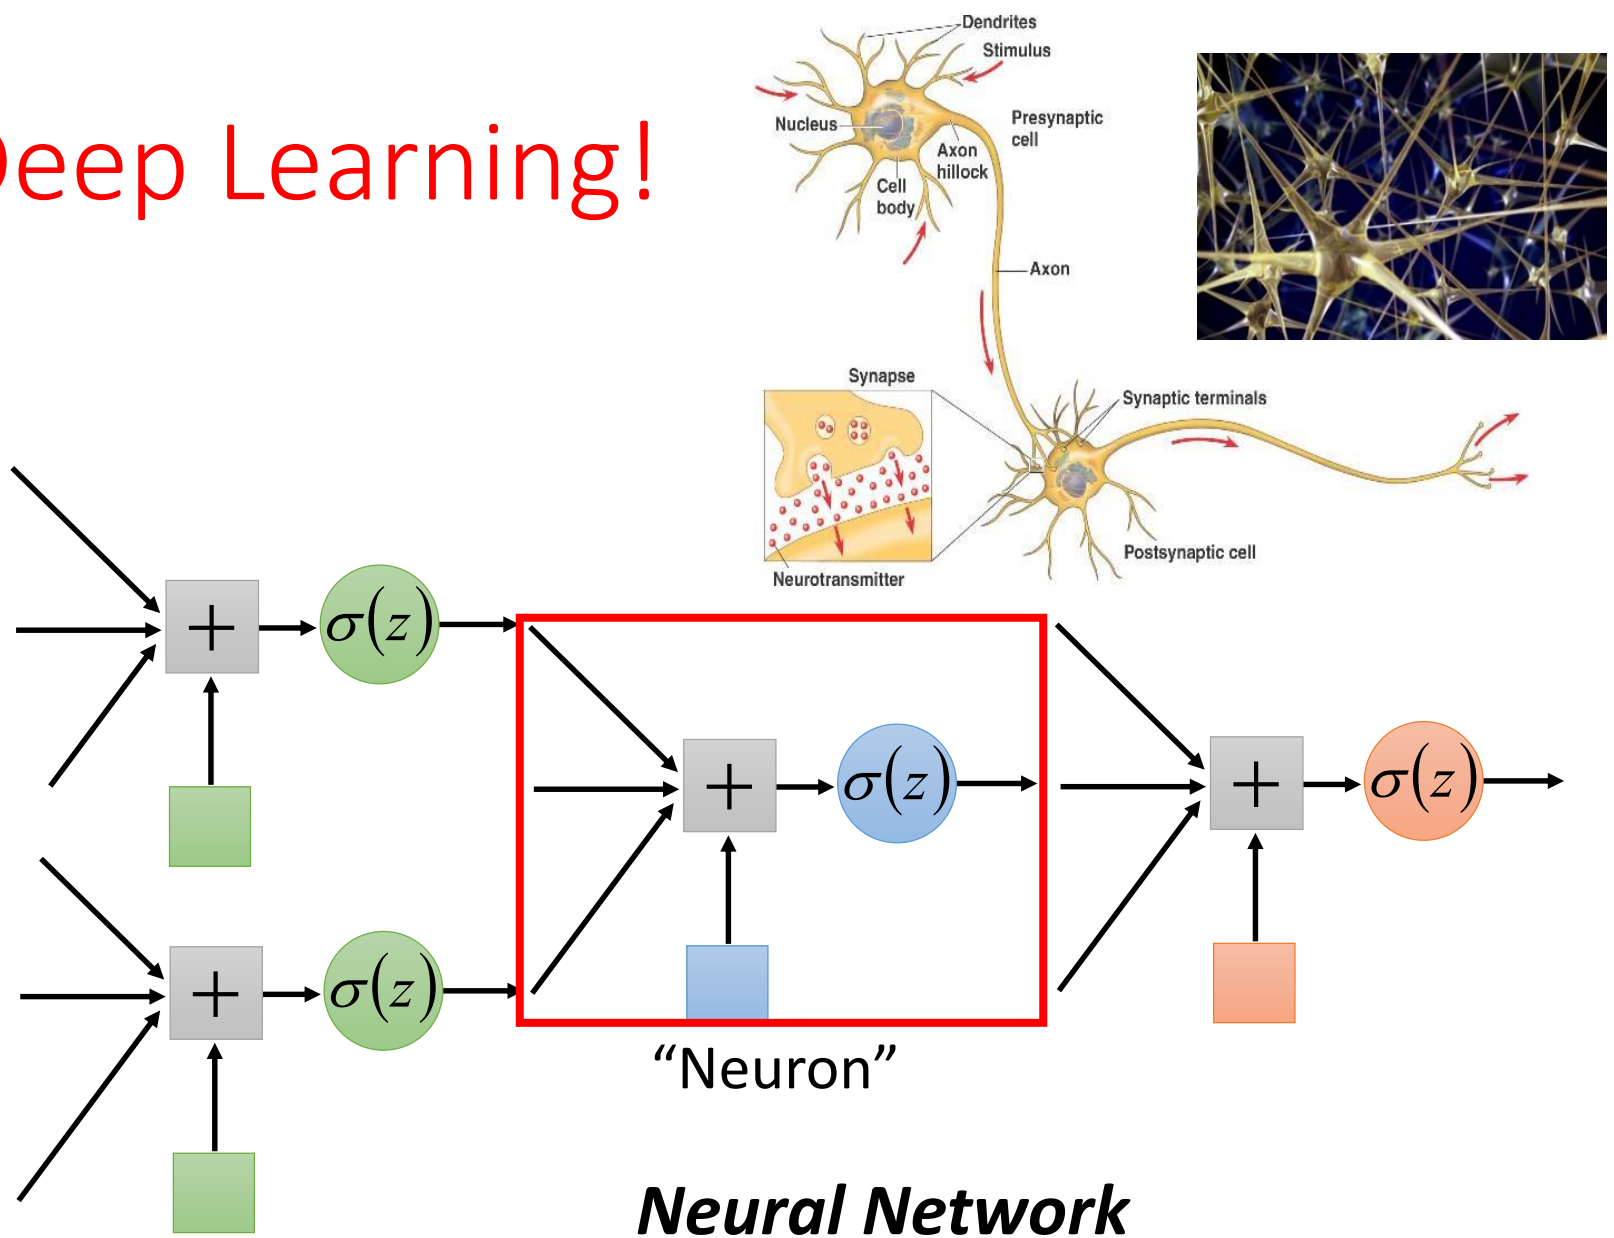 Deep Learning!
Dendrites
Stimulus
Nucleus
Presynaptic
cell
Axon
hillock
Cell
body
Axon
Synapse
Synaptic terminals
Postsynaptic cell
Neurotransmitter
+
σ(z)
+
σ(z)
+
σ(z)
+
σ(z)
“Neuron”
Neural Network